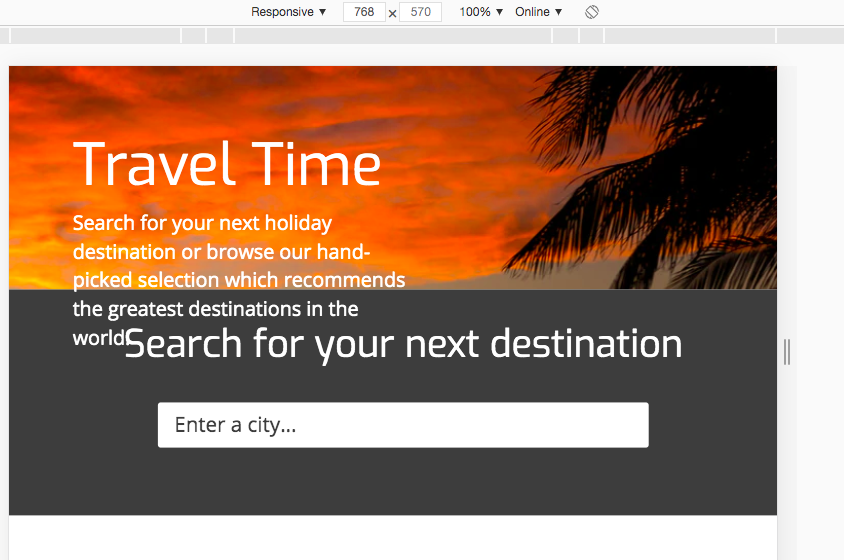 Responsive ▼ 768 × 570 100% ▼ Online ▼
Travel Time
Search for your next holiday
destination or browse our hand-
picked selection which recommends
the greatest destinations in the
world.
Search for your next destination
Enter a city...